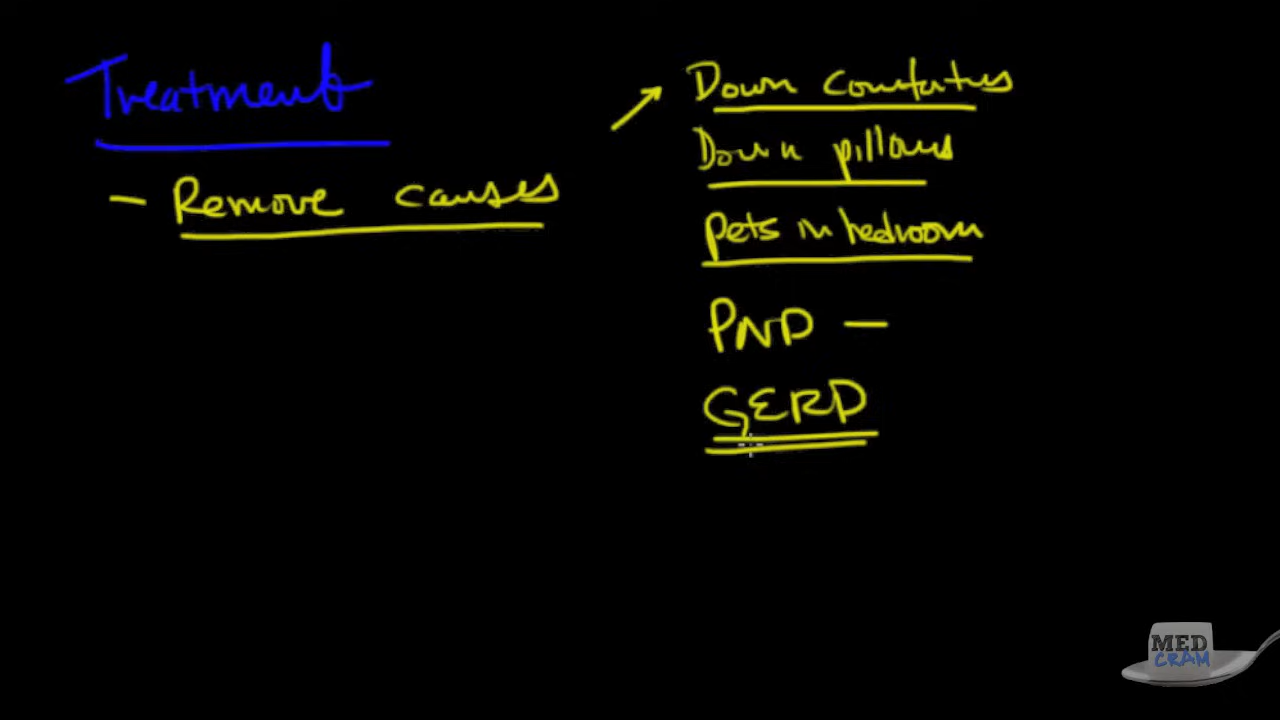 Treatment
- Remove causes
Down comforters
Down pillows
Pets in bedroom
PND -
GERD
MED
CRAM